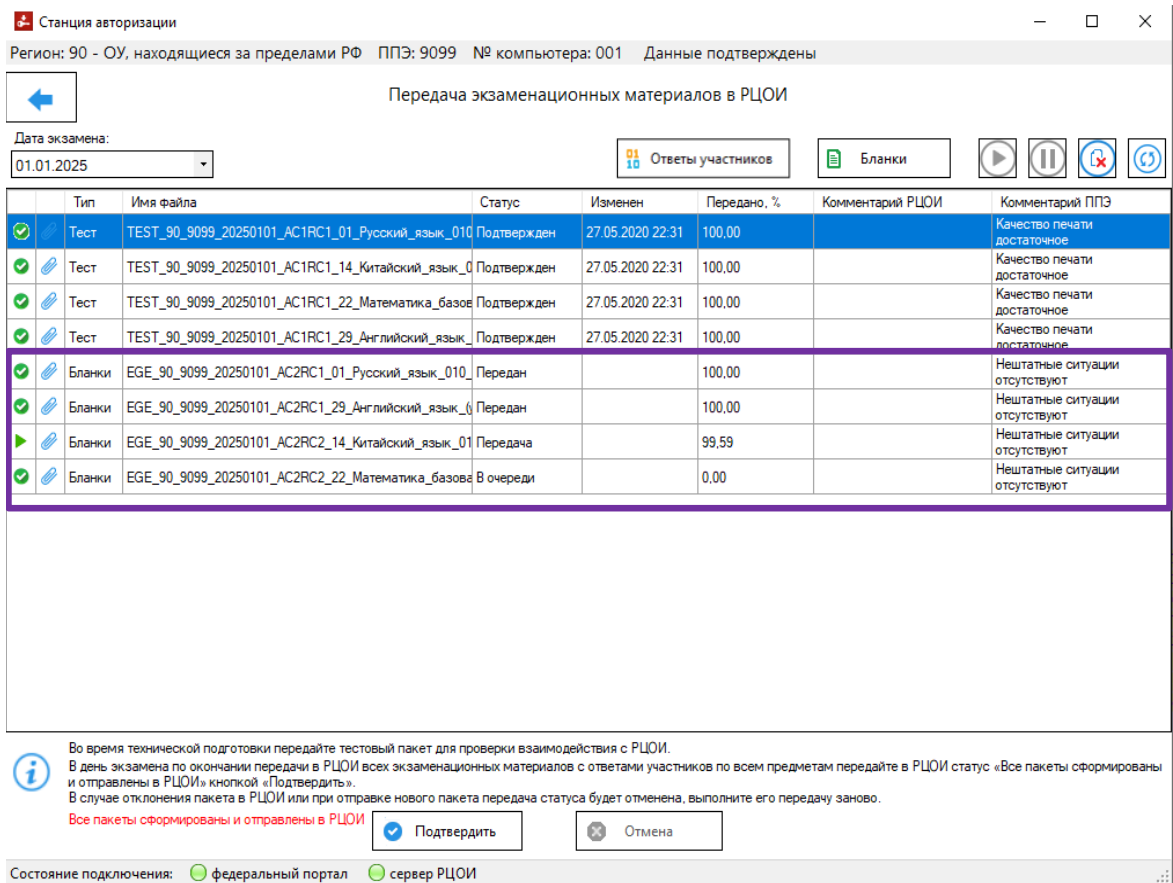 Станция авторизации
Регион: 90 - ОУ, находящиеся за пределами РФ ППЭ: 9099 № компьютера: 001 Данные подтверждены
Передача экзаменационных материалов в РЦОИ
Дата экзамена:
01.01.2025
01 10 Ответы участников
Бланки
Тип Имя файла Статус Изменен Передано, % Комментарий РЦОИ Комментарий ППЭ
Тест TEST_90_9099_20250101_AC1RC1_01_Русский_язык_010 Подтвержден 27.05.2020 22:31 100,00 Качество печати достаточное
Тест TEST_90_9099_20250101_AC1RC1_14_Китайский_язык_0 Подтвержден 27.05.2020 22:31 100,00 Качество печати достаточное
Тест TEST_90_9099_20250101_AC1RC1_22_Математика_базов Подтвержден 27.05.2020 22:31 100,00 Качество печати достаточное
Тест TEST_90_9099_20250101_AC1RC1_29_Английский_язык_ Подтвержден 27.05.2020 22:31 100,00 Качество печати достаточное
Бланки EGE_90_9099_20250101_AC2RC1_01_Русский_язык_010_ Передан 100,00 Нештатные ситуации отсутствуют
Бланки EGE_90_9099_20250101_AC2RC1_29_Английский_язык_(у Передан 100,00 Нештатные ситуации отсутствуют
Бланки EGE_90_9099_20250101_AC2RC2_14_Китайский_язык_01 Передача 99,59 Нештатные ситуации отсутствуют
Бланки EGE_90_9099_20250101_AC2RC2_22_Математика_базова В очереди 0,00 Нештатные ситуации отсутствуют
Во время технической подготовки передайте тестовый пакет для проверки взаимодействия с РЦОИ.
В день экзамена по окончании передачи в РЦОИ всех экзаменационных материалов с ответами участников по всем предметам передайте в РЦОИ статус «Все пакеты сформированы
и отправлены в РЦОИ» кнопкой «Подтвердить».
В случае отклонения пакета в РЦОИ или при отправке нового пакета передача статуса будет отменена, выполните его передачу заново.
Все пакеты сформированы и отправлены в РЦОИ
Подтвердить
Отмена
Состояние подключения: федеральный портал сервер РЦОИ